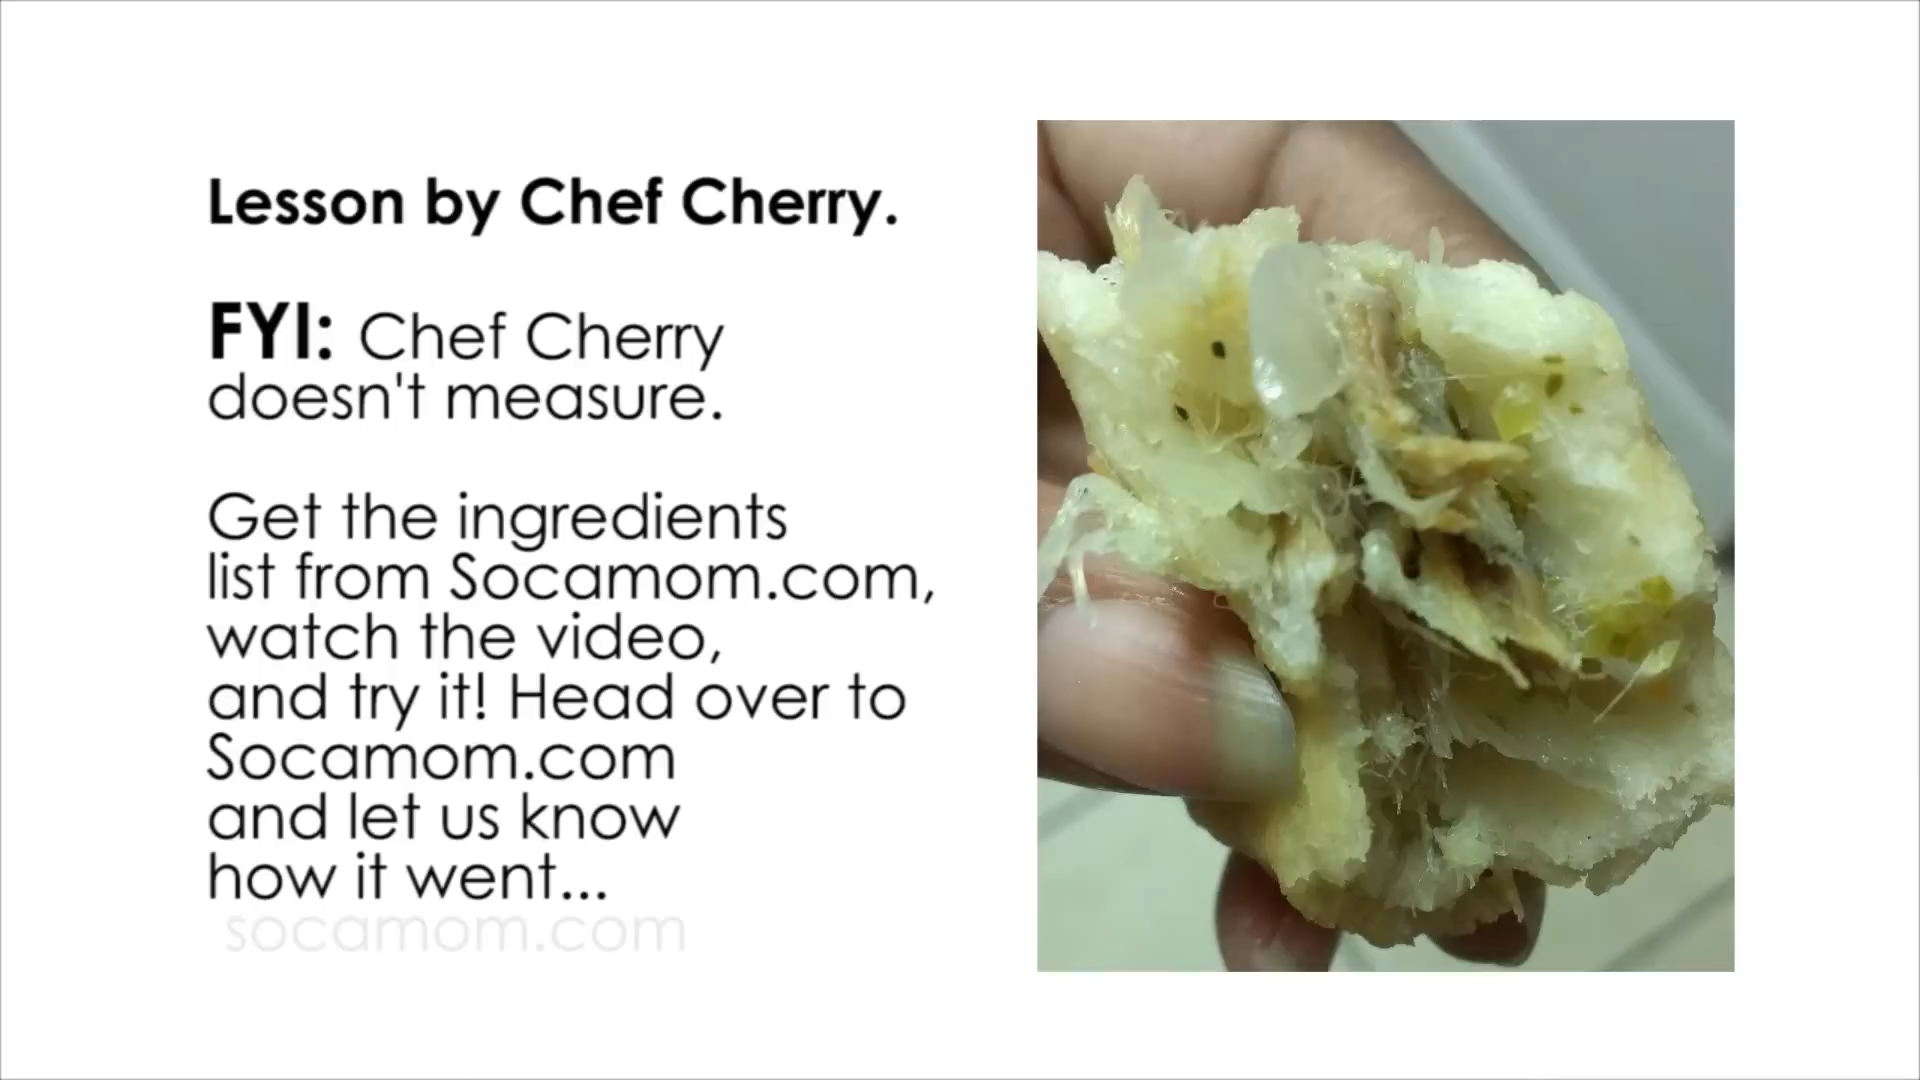 Lesson by Chef Cherry.
FYI: Chef Cherry
doesn't measure.
Get the ingredients
list from Socamom.com,
watch the video,
and try it! Head over to
Socamom.com
and let us know
how it went...
socamom.com